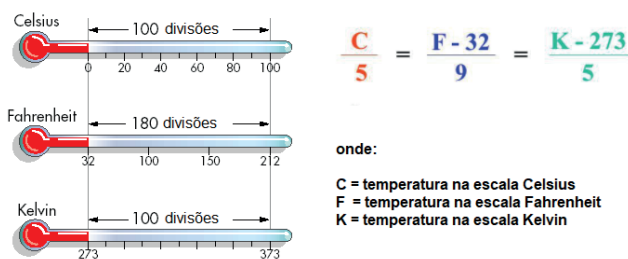 Celsius
100 divisões
0 20 40 60 80 100
Fahrenheit
180 divisões
32 100 150 212
Kelvin
100 divisões
273 373
C/5 = F - 32/9 = K - 273/5
onde:
C = temperatura na escala Celsius
F = temperatura na escala Fahrenheit
K = temperatura na escala Kelvin